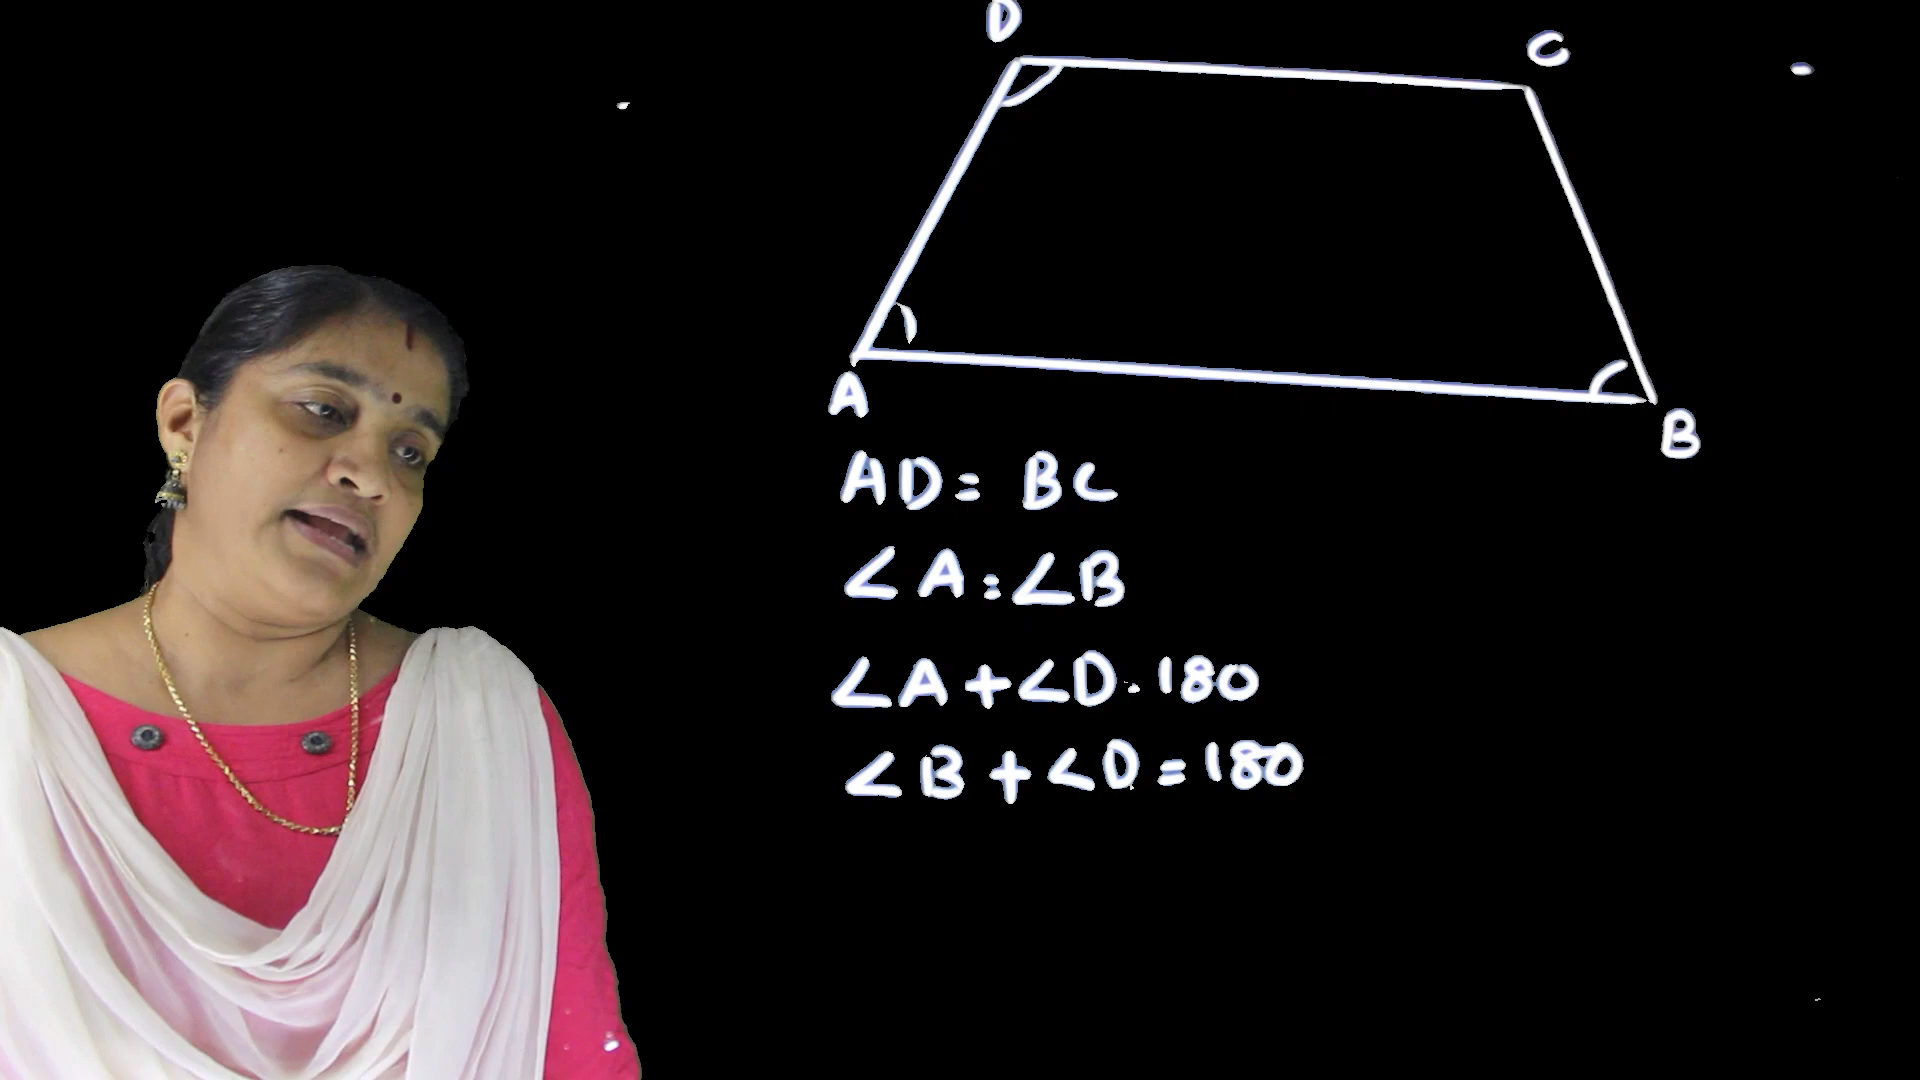 D
C
A
B
AD = BC
∠A = ∠B
∠A + ∠D = 180
∠B + ∠D = 180